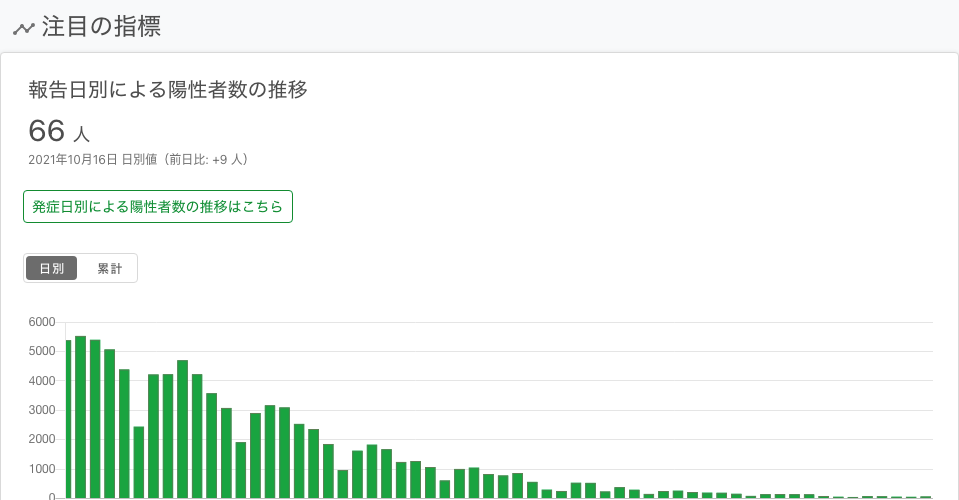 注目の指標
報告日別による陽性者数の推移
66 人
2021年10月16日 日別値（前日比: +9 人）
発症日別による陽性者数の推移はこちら
日別 累計
6000
5000
4000
3000
2000
1000
0